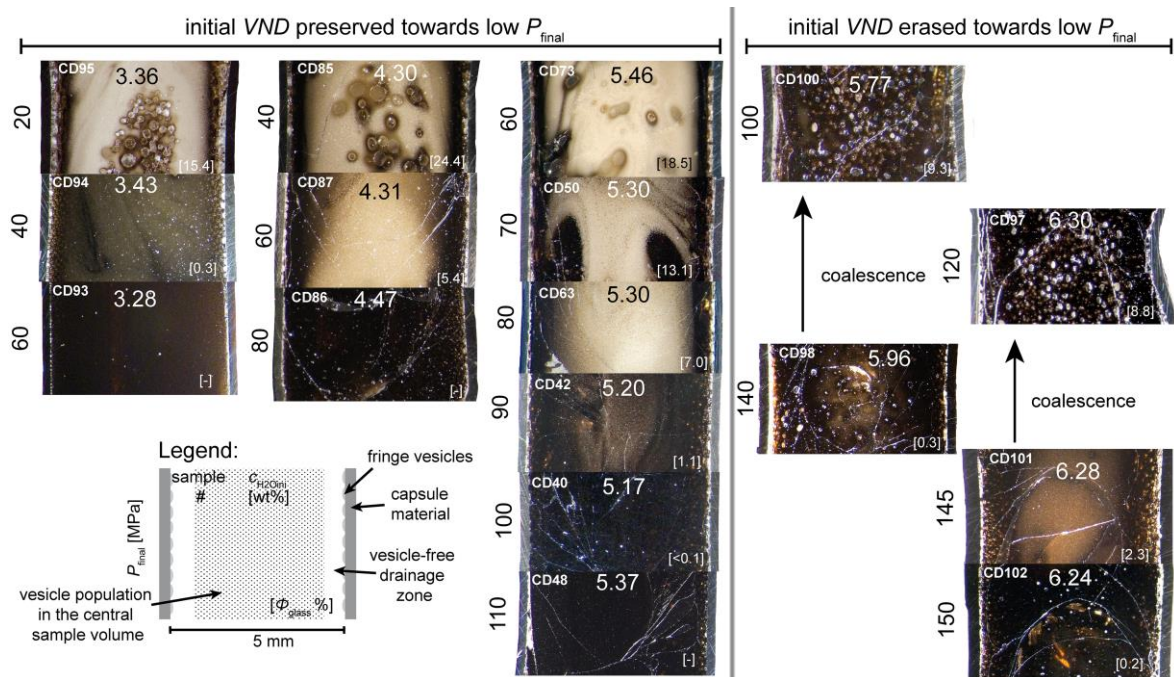 initial VND preserved towards low Pfinal
initial VND erased towards low Pfinal
20
CD95
3.36
[15.4]
40
CD94
3.43
[0.3]
60
CD93
3.28
[-]
40
CD85
4.30
[24.4]
60
CD87
4.31
[5.4]
80
CD86
4.47
[-]
60
CD73
5.46
[18.5]
70
CD50
5.30
[13.1]
80
CD63
5.30
[7.0]
90
CD42
5.20
[1.1]
100
CD40
5.17
[<0.1]
110
CD48
5.37
[-]
100
CD100
5.77
[9.3]
coalescence
140
CD98
5.96
[0.3]
120
CD97
6.30
[8.8]
coalescence
145
CD101
6.28
[2.3]
150
CD102
6.24
[0.2]
Legend:
sample
#
cH2Oini
[wt%]
Pfinal [MPa]
[Φglass%]
5 mm
fringe vesicles
capsule
material
vesicle-free
drainage
zone
vesicle population
in the central
sample volume